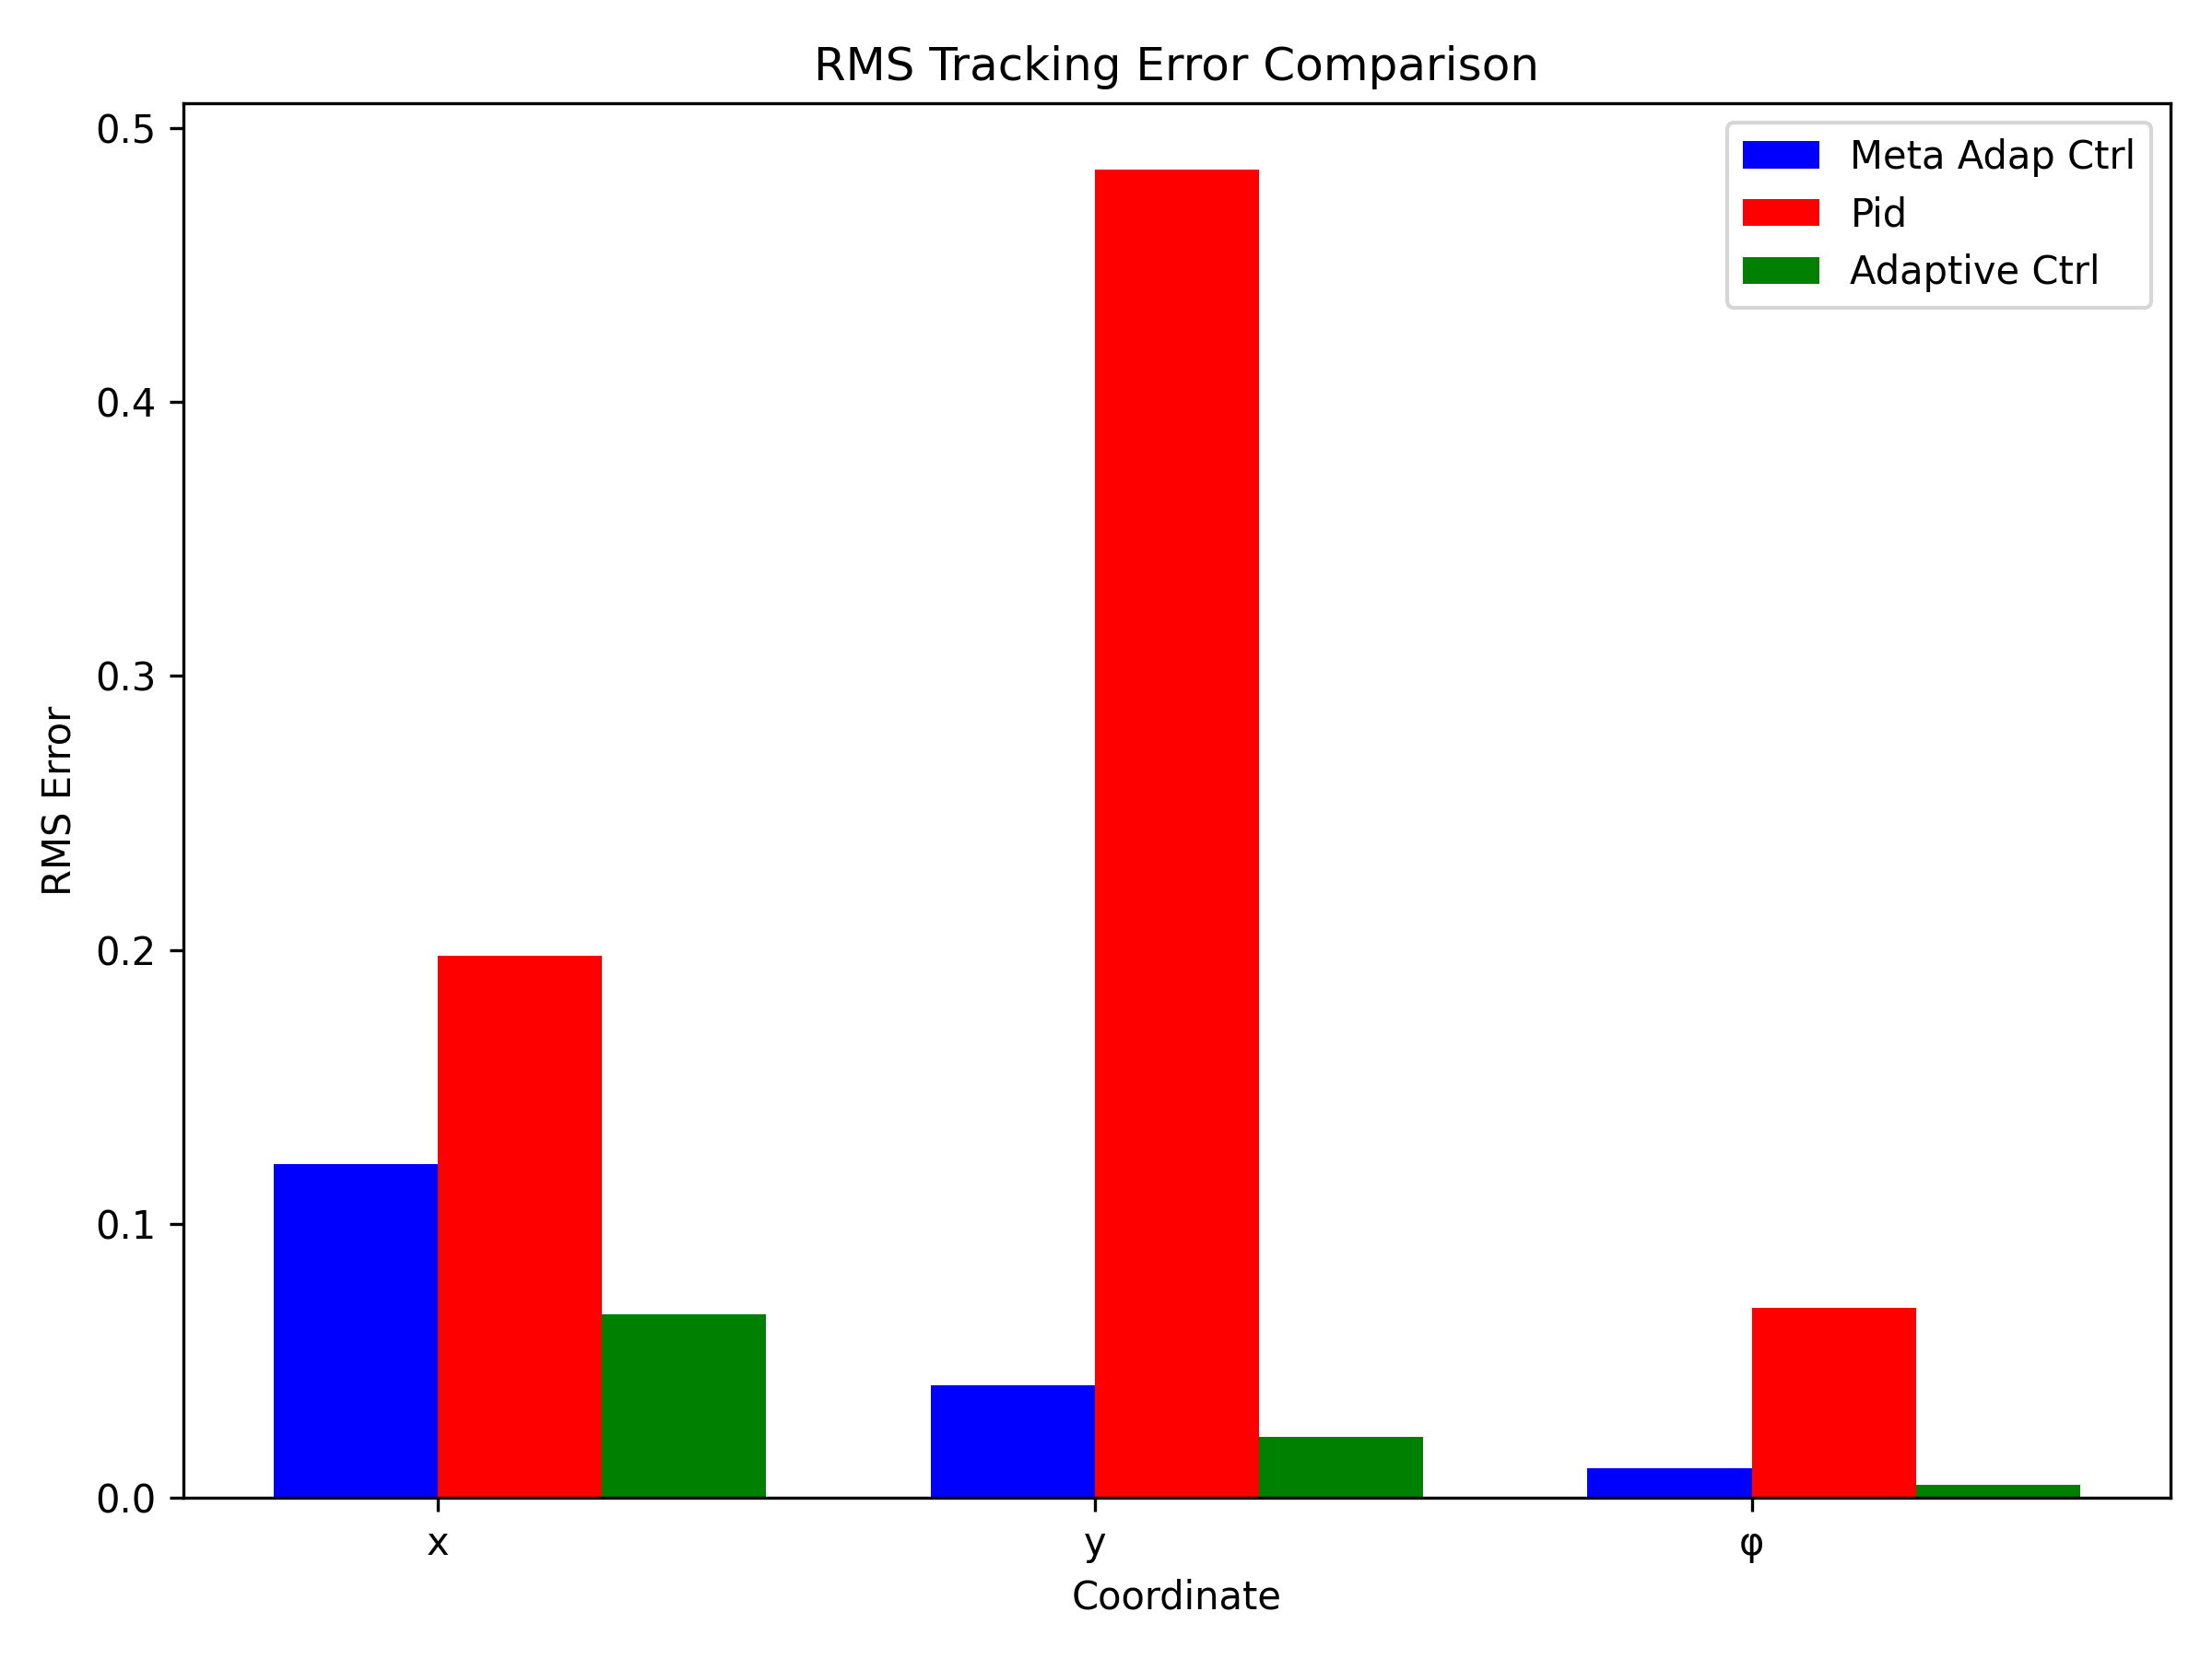 RMS Tracking Error Comparison
Meta Adap Ctrl
Pid
Adaptive Ctrl
RMS Error
0.5
0.4
0.3
0.2
0.1
0.0
x
y
φ
Coordinate